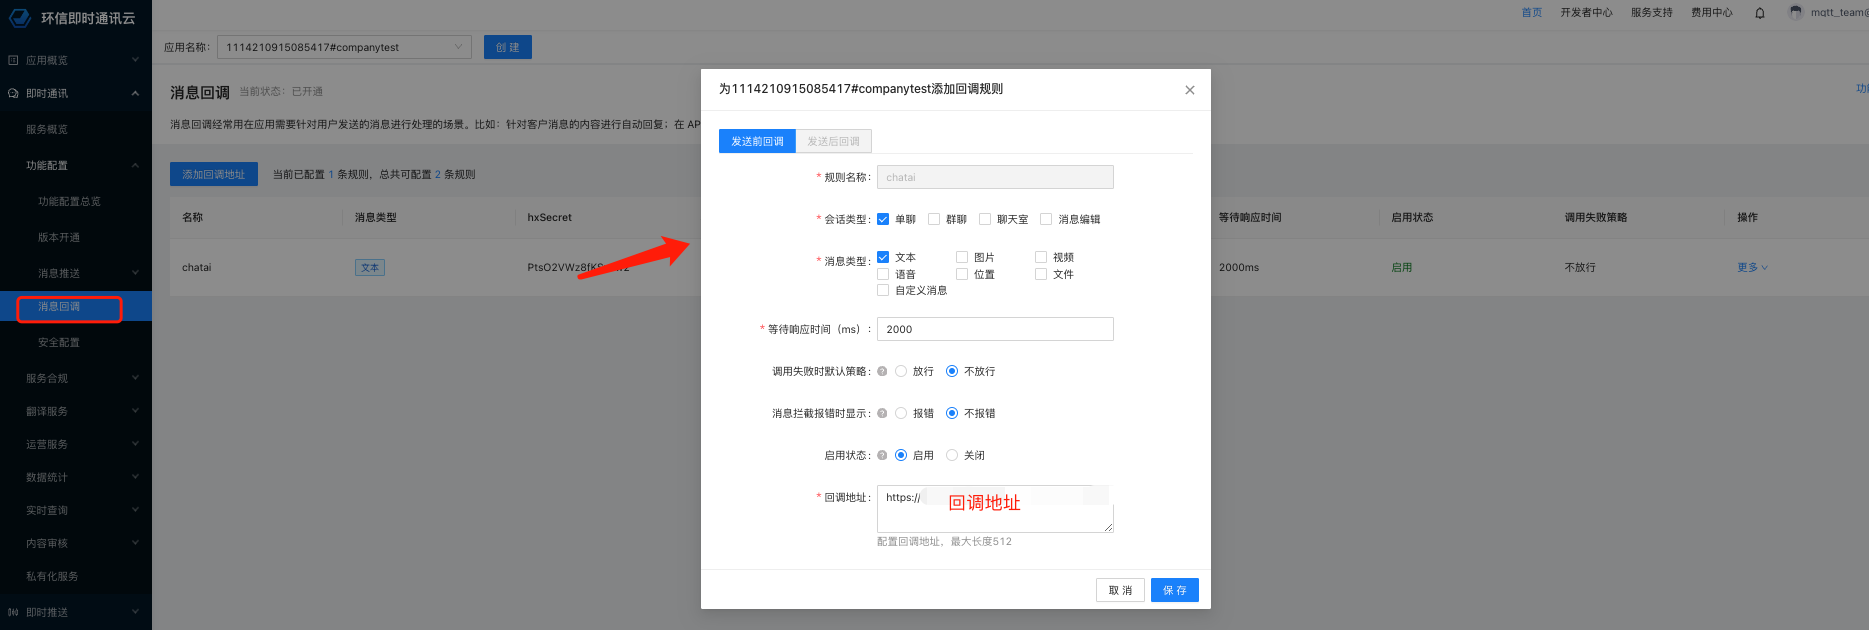 环信即时通讯云
首页 开发者中心 服务支持 费用中心 mqtt_team@
应用名称: 1114210915085417#companytest 创 建
应用概览
即时通讯
服务概览
功能配置
功能配置总览
版本开通
消息推送
消息回调
安全配置
服务合规
翻译服务
运营服务
数据统计
实时查询
内容审核
私有化服务
即时推送
消息回调 当前状态: 已开通
消息回调经常用在应用需要针对用户发送的消息进行处理的场景。比如: 针对客户消息的内容进行自动回复; 在 AP
添加回调地址 当前已配置 1 条规则, 总共可配置 2 条规则
名称 消息类型 hxSecret 等待响应时间 启用状态 调用失败策略 操作
chatai 文本 2000ms 启用 不放行 更多
为1114210915085417#companytest添加回调规则
发送前回调 发送后回调
* 规则名称: chatai
* 会话类型: 单聊 群聊 聊天室 消息编辑
* 消息类型: 文本 图片 视频
语音 位置 文件
自定义消息
* 等待响应时间（ms）: 2000
调用失败时默认策略: ? 放行 不放行
消息拦截报错时显示: ? 报错 不报错
启用状态: ? 启用 关闭
* 回调地址: https:// 回调地址
配置回调地址, 最大长度512
取 消 保 存